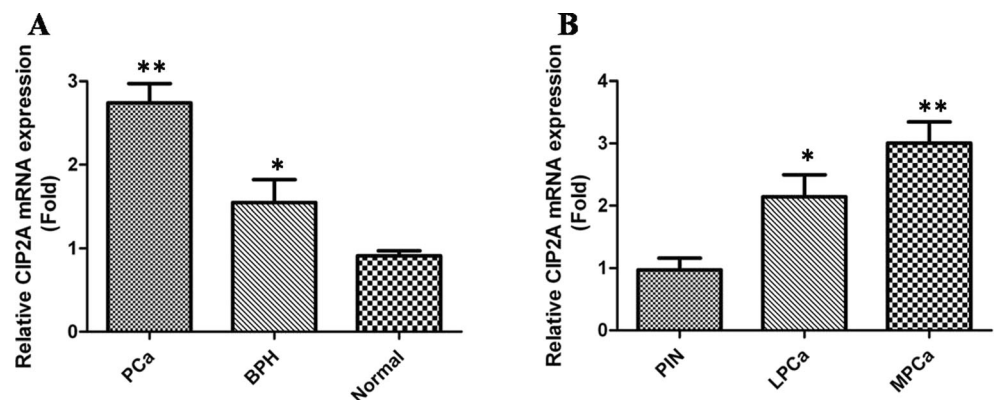 A
Relative CIP2A mRNA expression
(Fold)
3
2
1
0
**
*
PCa
BPH
Normal
B
Relative CIP2A mRNA expression
(Fold)
4
3
2
1
0
*
**
PIN
LPCa
MPCa